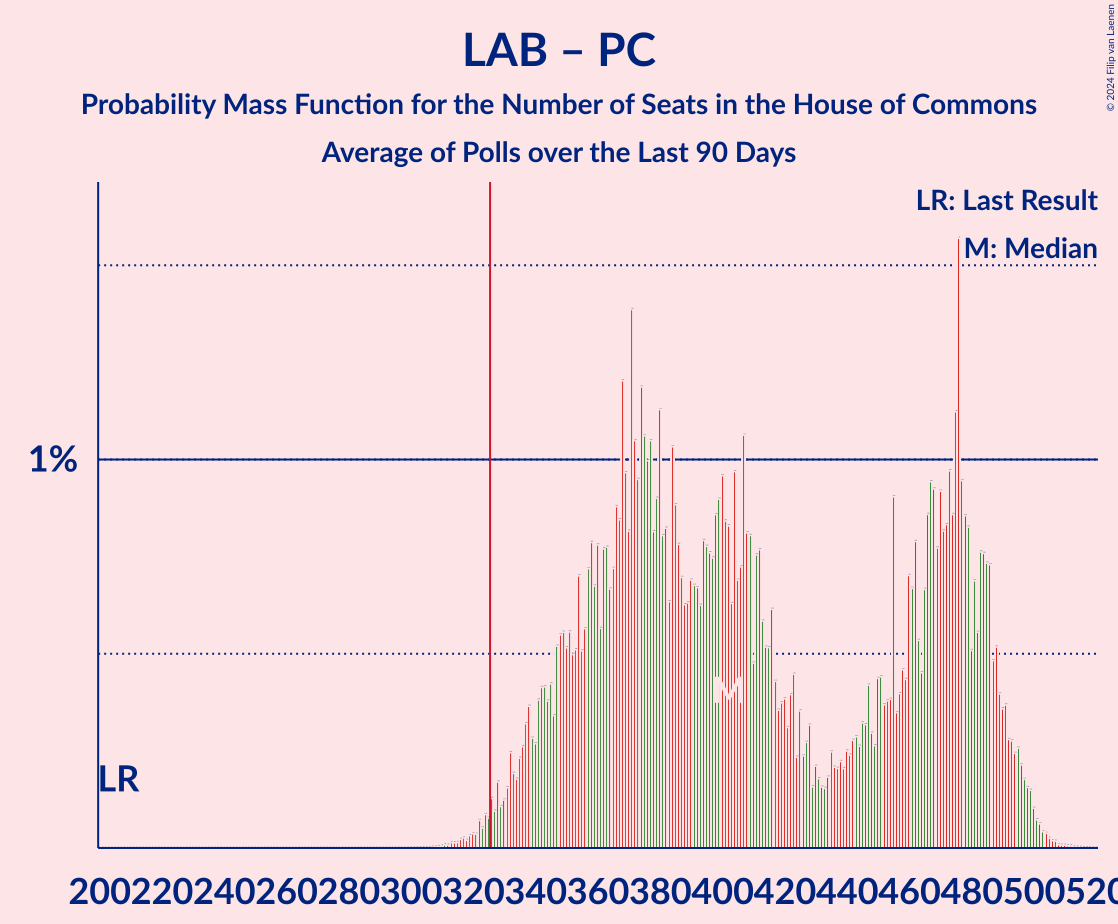 LAB – PC
Probability Mass Function for the Number of Seats in the House of Commons
Average of Polls over the Last 90 Days
© 2024 Filip van Laenen
LR: Last Result
M: Median
1%
M
LR
200220240260280300320340360380400420440460480500520